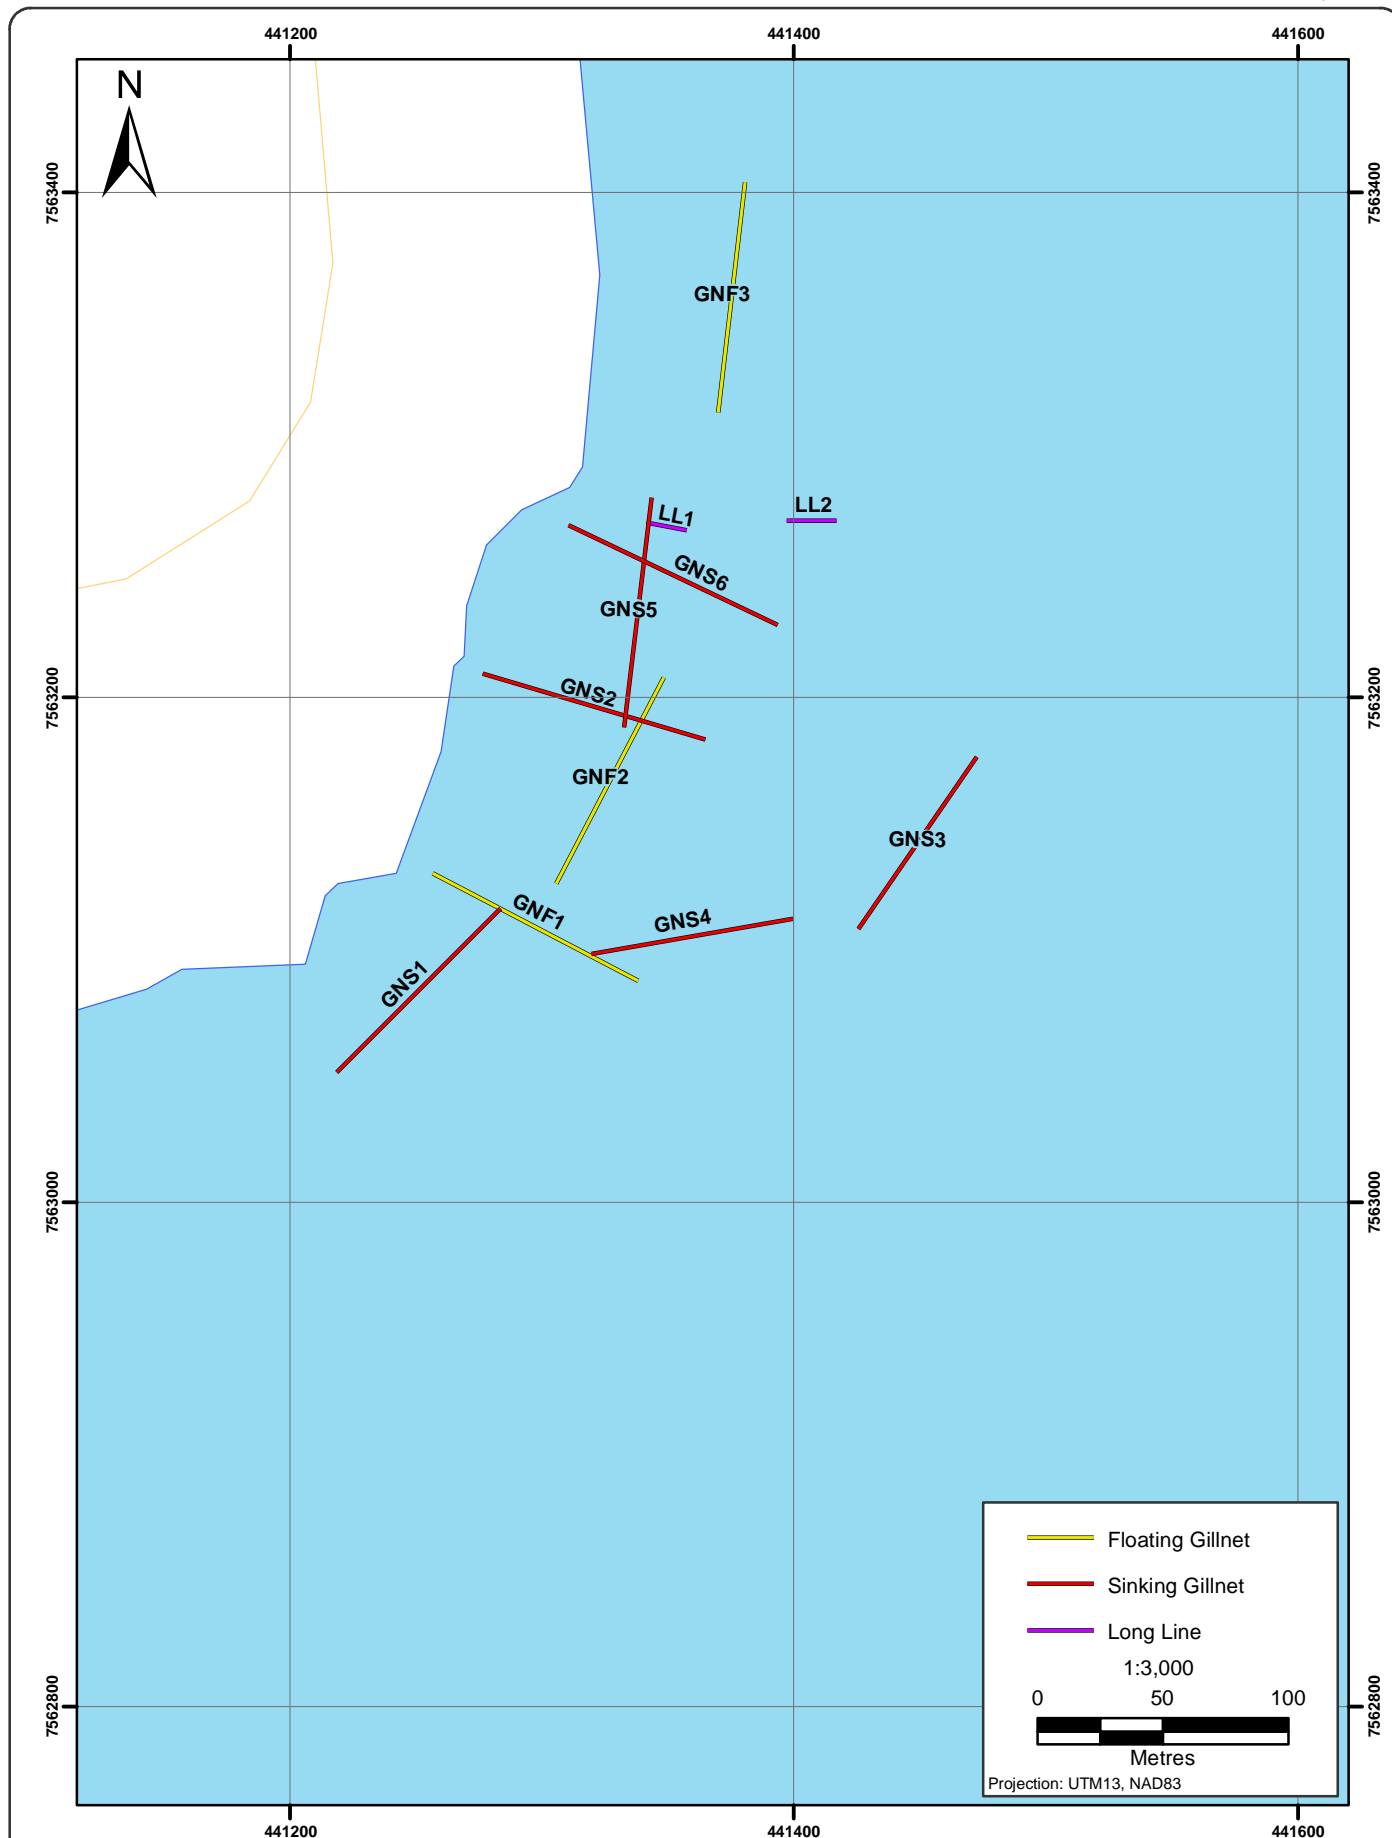 441200 441400 441600
N
7563400 7563400
GNF3
LL1 LL2
GNS6
GNS5
GNS2
7563200 7563200
GNF2
GNS3
GNF1
GNS4
GNS1
7563000 7563000
Floating Gillnet
Sinking Gillnet
Long Line
1:3,000
0 50 100
Metres
Projection: UTM13, NAD83
7562800 7562800
441200 441400 441600